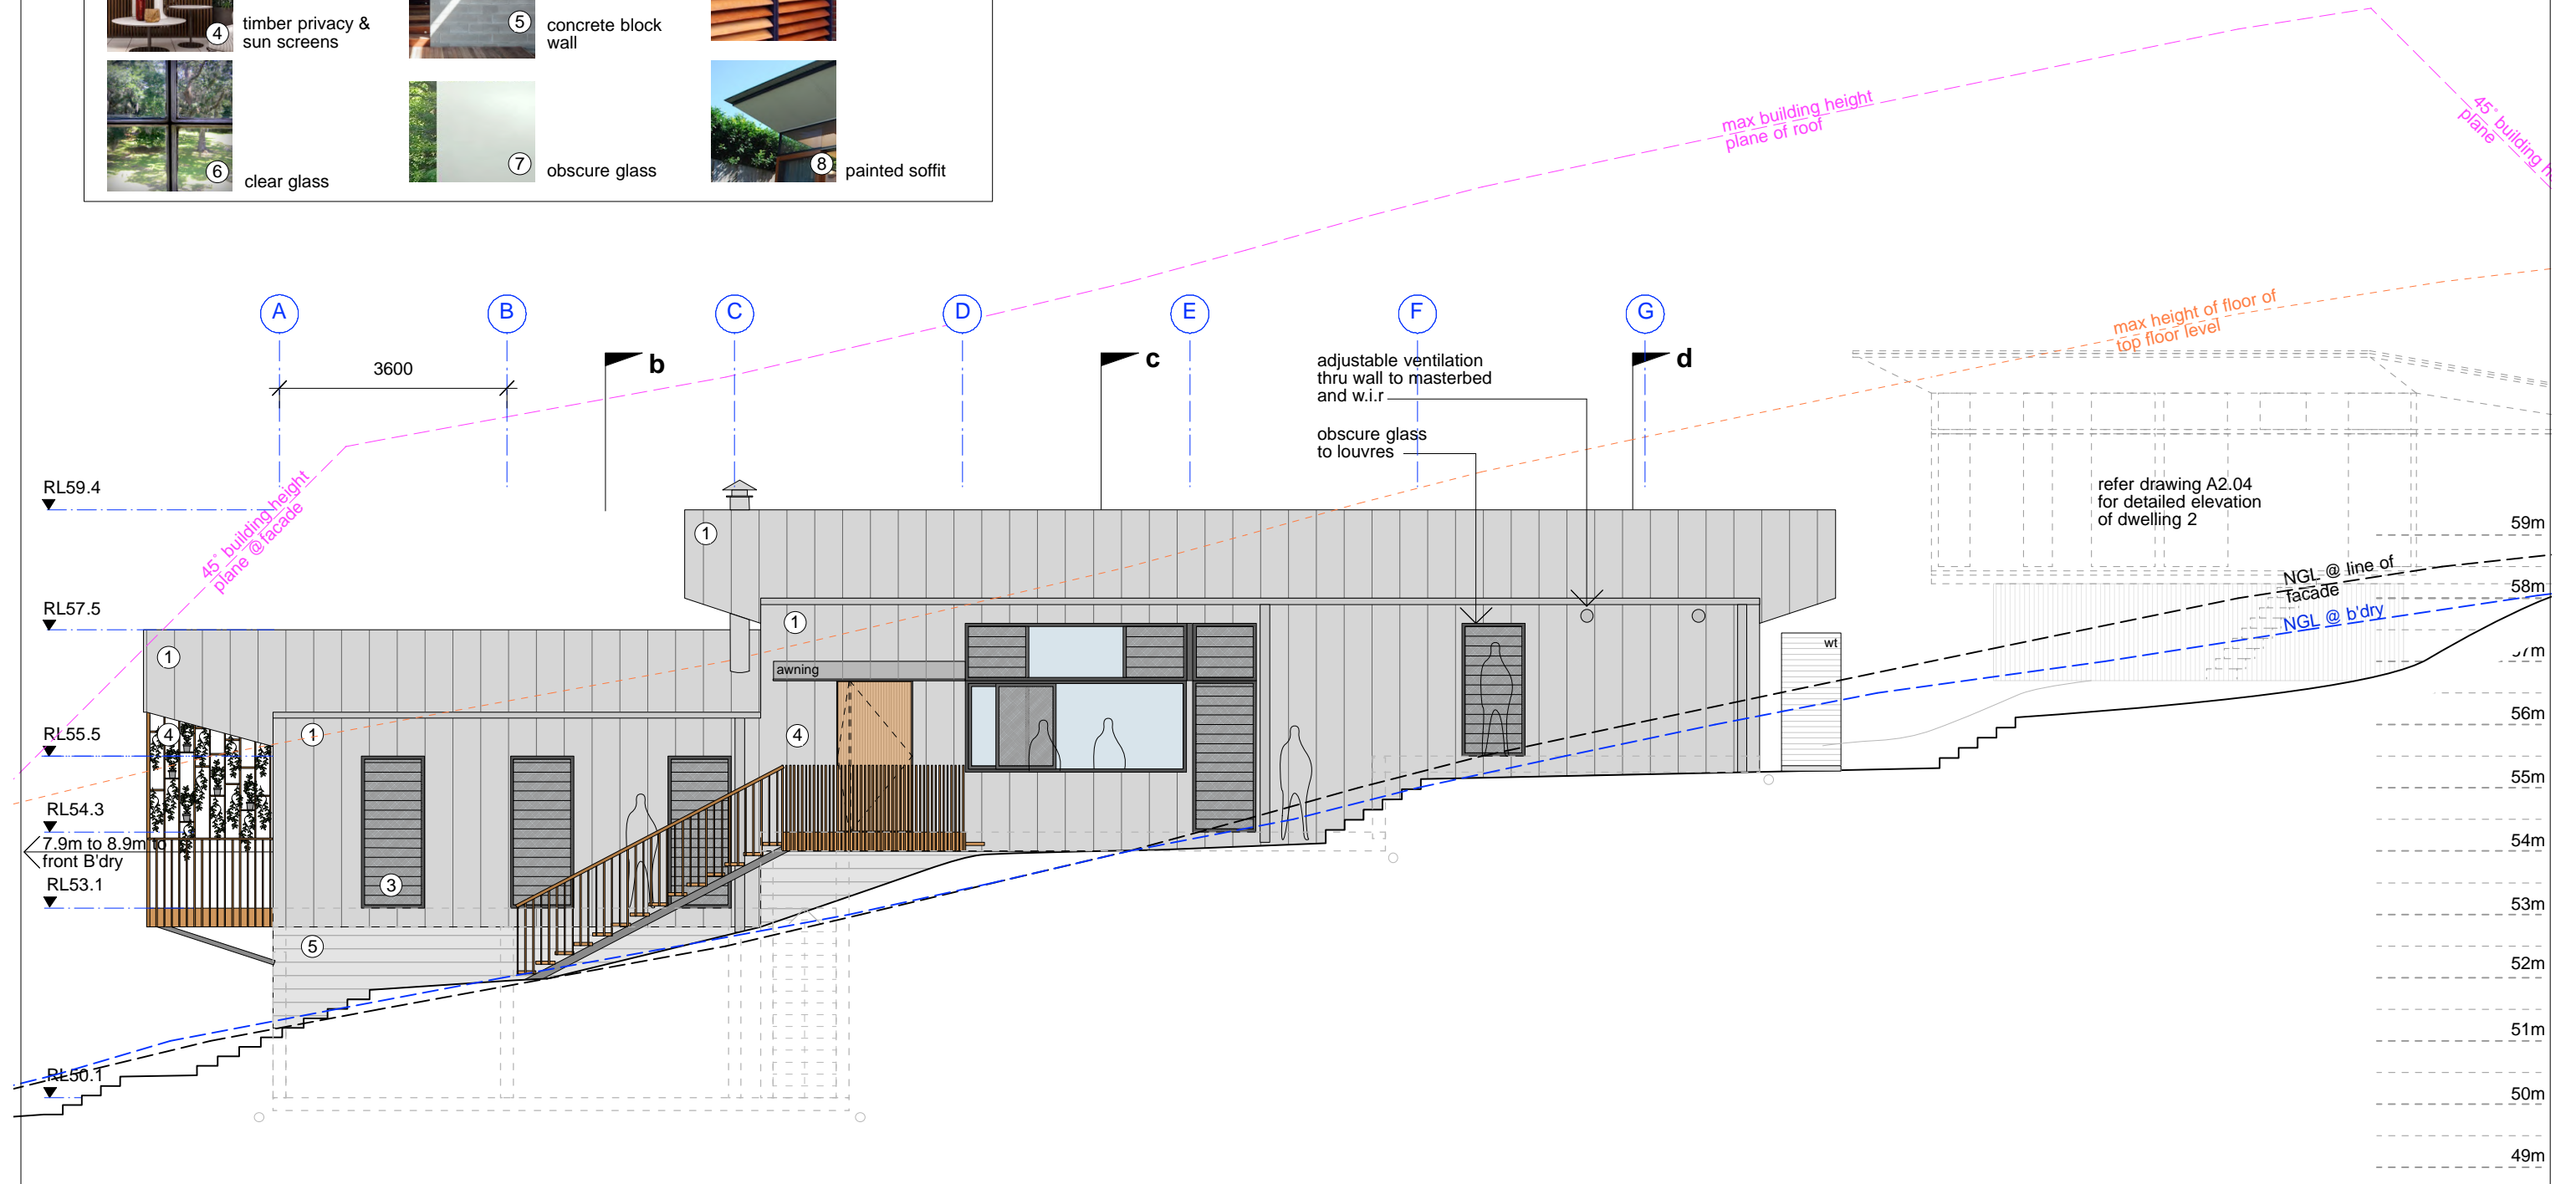 4
timber privacy &
sun screens
5
concrete block
wall
6
clear glass
7
obscure glass
8
painted soffit
max building height
plane of roof
45° building
plane
max height of floor of
top floor level
A
B
C
D
E
F
G
3600
b
c
d
adjustable ventilation
thru wall to masterbed
and w.i.r
obscure glass
to louvres
45° building height
plane @facade
RL59.4
RL57.5
RL55.5
RL54.3
7.9m to 8.9m to
front B'dry
RL53.1
RL50.1
1
1
1
1
awning
4
4
3
5
wt
refer drawing A2.04
for detailed elevation
of dwelling 2
NGL @ line of
facade
NGL @ b'dry
59m
58m
7m
56m
55m
54m
53m
52m
51m
50m
49m